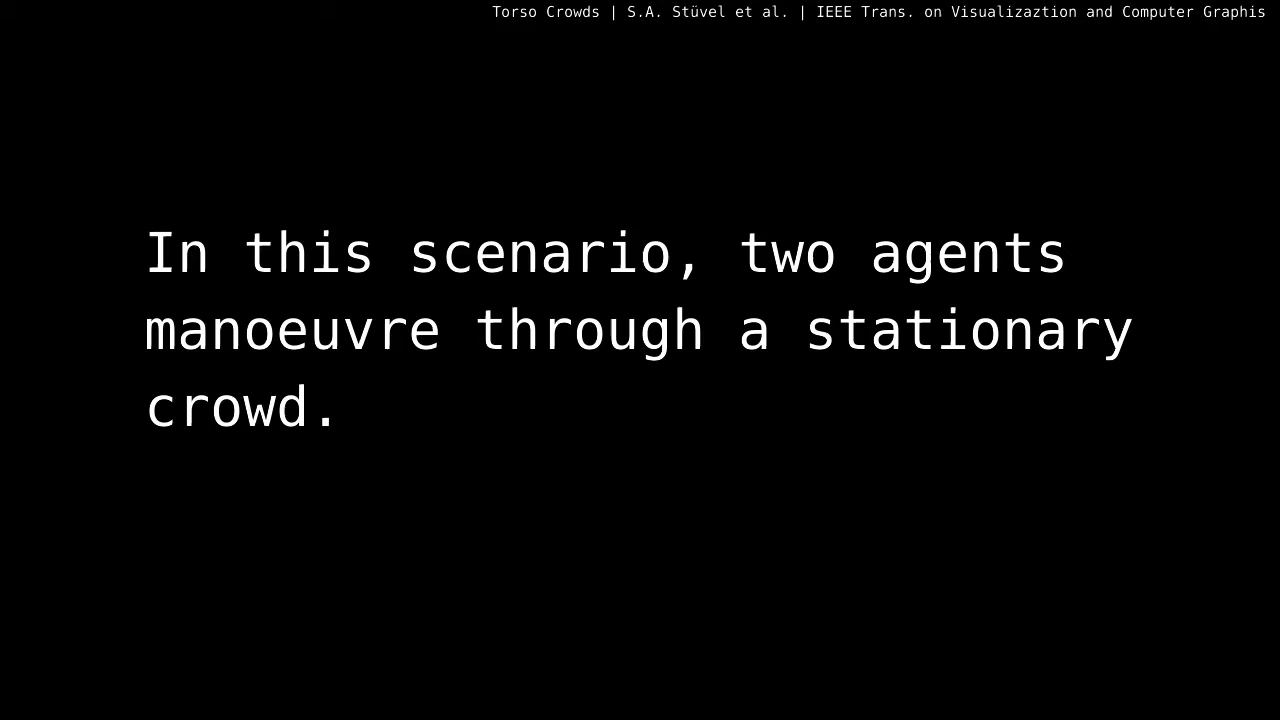 Torso Crowds | S.A. Stüvel et al. | IEEE Trans. on Visualizaztion and Computer Graphis
In this scenario, two agents
manoeuvre through a stationary
crowd.